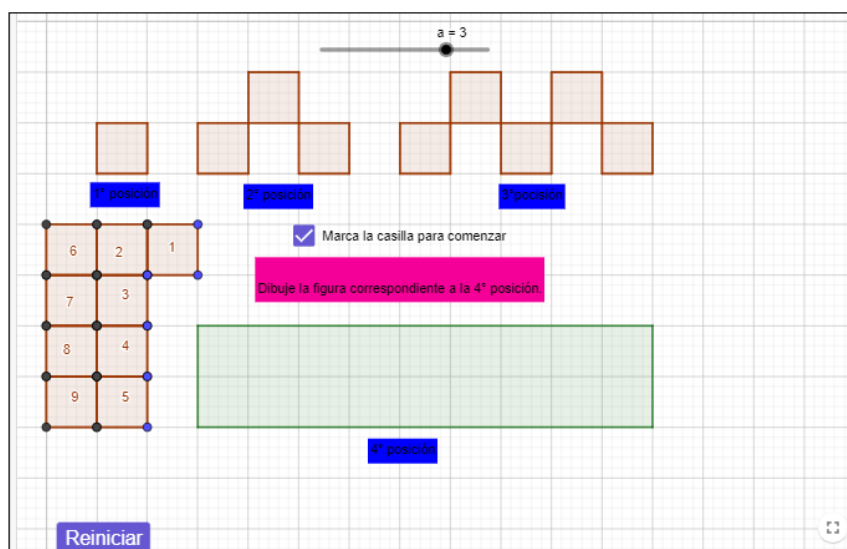 a = 3
1° posición
2° posición
3°pocisión
Marca la casilla para comenzar
Dibuje la figura correspondiente a la 4° posición.
6 2 1
7 3
8 4
9 5
4° posición
Reiniciar